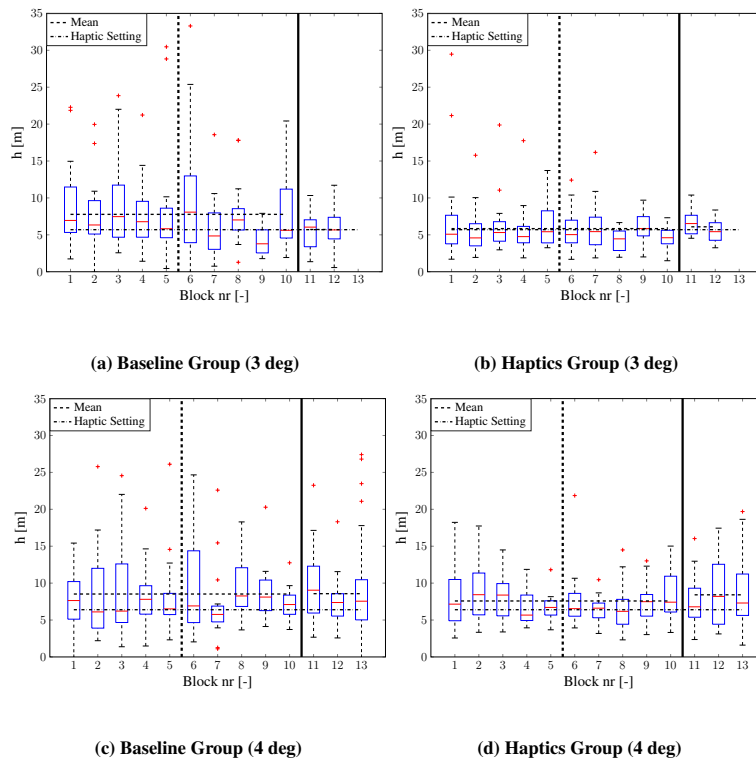 35
30
25
20
15
10
5
0
h [m]
Mean
Haptic Setting
1 2 3 4 5 6 7 8 9 10 11 12 13
Block nr [-]
(a) Baseline Group (3 deg)
35
30
25
20
15
10
5
0
h [m]
Mean
Haptic Setting
1 2 3 4 5 6 7 8 9 10 11 12 13
Block nr [-]
(b) Haptics Group (3 deg)
35
30
25
20
15
10
5
0
h [m]
Mean
Haptic Setting
1 2 3 4 5 6 7 8 9 10 11 12 13
Block nr [-]
(c) Baseline Group (4 deg)
35
30
25
20
15
10
5
0
h [m]
Mean
Haptic Setting
1 2 3 4 5 6 7 8 9 10 11 12 13
Block nr [-]
(d) Haptics Group (4 deg)